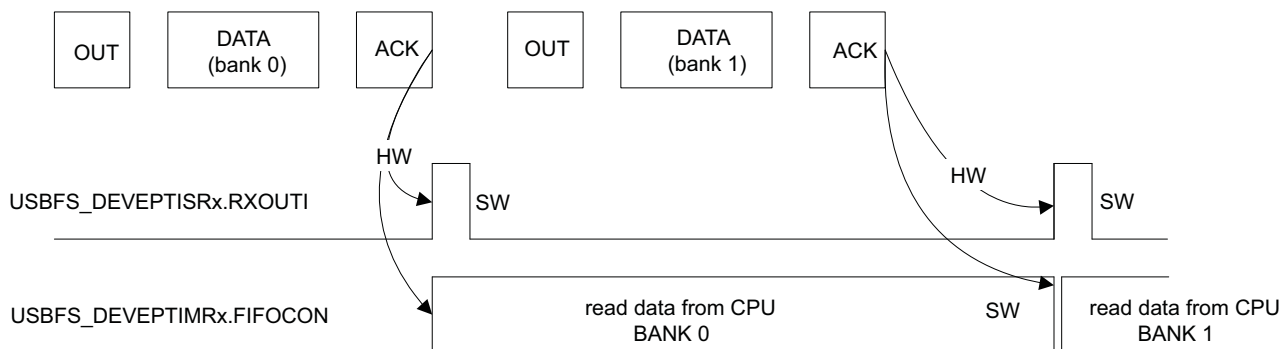 OUT
DATA
(bank 0)
ACK
OUT
DATA
(bank 1)
ACK
HW
HW
USBFS_DEVEPTISRx.RXOUTI
SW
SW
read data from CPU
BANK 0
SW
read data from CPU
BANK 1
USBFS_DEVEPTIMRx.FIFOCON